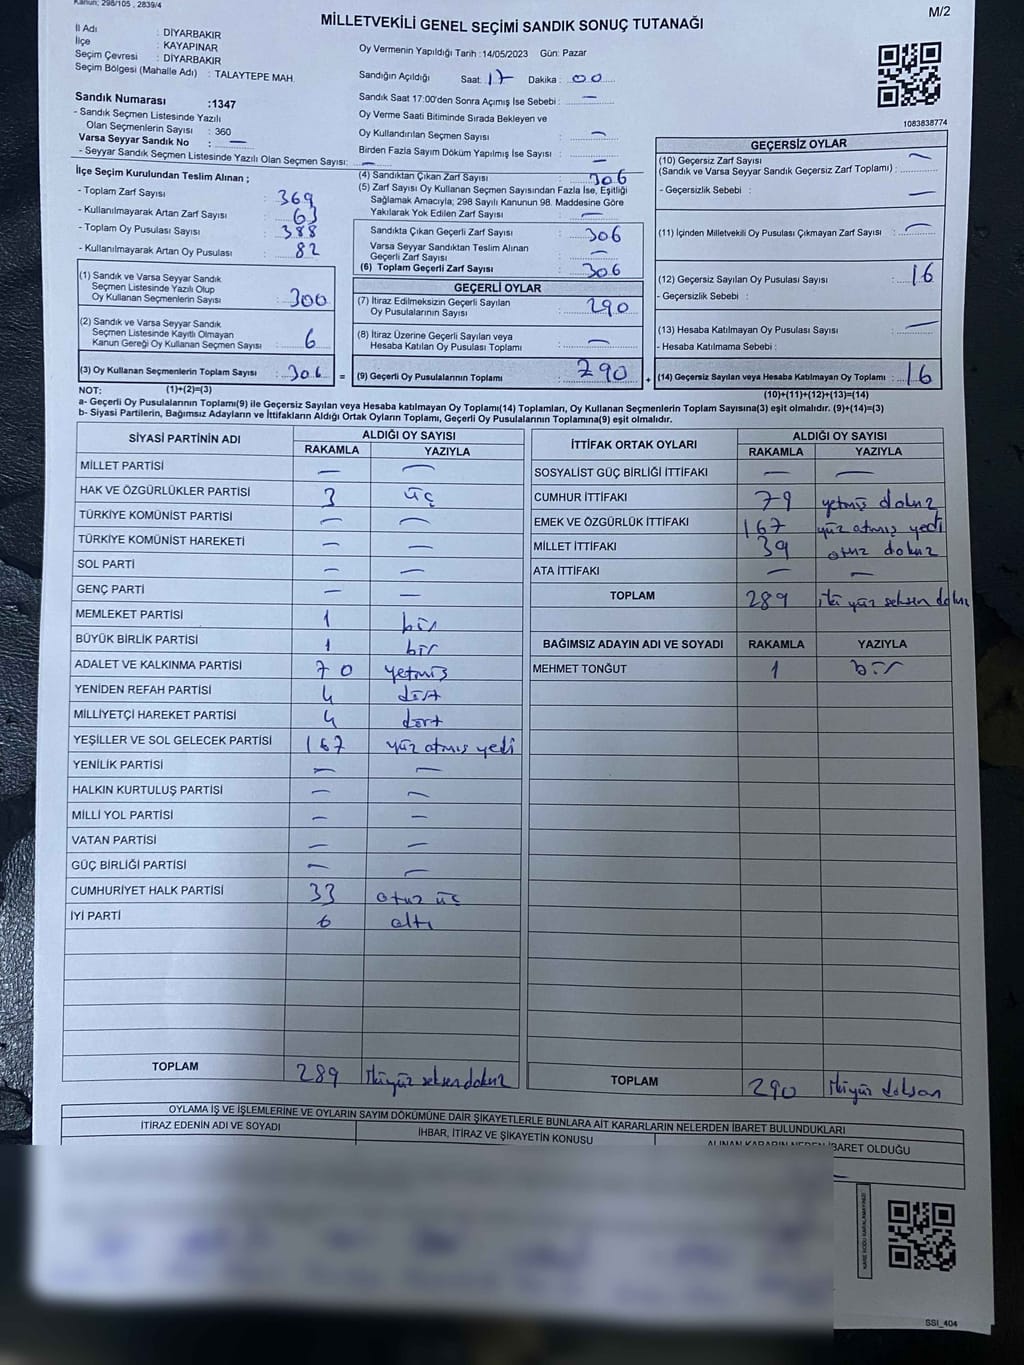 Kanun: 298/105 , 2839/4
M/2
MİLLETVEKİLİ GENEL SEÇİMİ SANDIK SONUÇ TUTANAĞI
İl Adı : DİYARBAKIR
İlçe : KAYAPINAR
Seçim Çevresi : DİYARBAKIR
Seçim Bölgesi (Mahalle Adı) : TALAYTEPE MAH.
Sandık Numarası :1347
- Sandık Seçmen Listesinde Yazılı
Olan Seçmenlerin Sayısı : 360
Varsa Seyyar Sandık No : —
- Seyyar Sandık Seçmen Listesinde Yazılı Olan Seçmen Sayısı: —
İlçe Seçim Kurulundan Teslim Alınan ;
- Toplam Zarf Sayısı : 369
- Kullanılmayarak Artan Zarf Sayısı : 63
- Toplam Oy Pusulası Sayısı : 388
- Kullanılmayarak Artan Oy Pusulası : 82
(1) Sandık ve Varsa Seyyar Sandık
Seçmen Listesinde Yazılı Olup
Oy Kullanan Seçmenlerin Sayısı : 300
(2) Sandık ve Varsa Seyyar Sandık
Seçmen Listesinde Kayıtlı Olmayan
Kanun Gereği Oy Kullanan Seçmen Sayısı : 6
(3) Oy Kullanan Seçmenlerin Toplam Sayısı : 306 =
Oy Vermenin Yapıldığı Tarih :14/05/2023 Gün: Pazar
Sandığın Açıldığı Saat: 17 Dakika : 00
Sandık Saat 17:00'den Sonra Açımış İse Sebebi : —
Oy Verme Saati Bitiminde Sırada Bekleyen ve
Oy Kullandırılan Seçmen Sayısı : —
Birden Fazla Sayım Döküm Yapılmış İse Sayısı : —
(4) Sandıktan Çıkan Zarf Sayısı : 306
(5) Zarf Sayısı Oy Kullanan Seçmen Sayısından Fazla İse, Eşitliği
Sağlamak Amacıyla; 298 Sayılı Kanunun 98. Maddesine Göre
Yakılarak Yok Edilen Zarf Sayısı : —
Sandıkta Çıkan Geçerli Zarf Sayısı : 306
Varsa Seyyar Sandıktan Teslim Alınan
Geçerli Zarf Sayısı : —
(6) Toplam Geçerli Zarf Sayısı : 306
GEÇERLİ OYLAR
(7) İtiraz Edilmeksizin Geçerli Sayılan
Oy Pusulalarının Sayısı : 290
(8) İtiraz Üzerine Geçerli Sayılan veya
Hesaba Katılan Oy Pusulası Toplamı : —
(9) Geçerli Oy Pusulalarının Toplamı : 290 +
1083838774
GEÇERSİZ OYLAR
(10) Geçersiz Zarf Sayısı
(Sandık ve Varsa Seyyar Sandık Geçersiz Zarf Toplamı) : —
- Geçersizlik Sebebi : —
(11) İçinden Milletvekili Oy Pusulası Çıkmayan Zarf Sayısı : —
(12) Geçersiz Sayılan Oy Pusulası Sayısı : 16
- Geçersizlik Sebebi :
(13) Hesaba Katılmayan Oy Pusulası Sayısı : —
- Hesaba Katılmama Sebebi :
(14) Geçersiz Sayılan veya Hesaba Katılmayan Oy Toplamı : 16
NOT: (1)+(2)=(3)
(10)+(11)+(12)+(13)=(14)
a- Geçerli Oy Pusulalarının Toplamı(9) ile Geçersiz Sayılan veya Hesaba katılmayan Oy Toplamı(14) Toplamları, Oy Kullanan Seçmenlerin Toplam Sayısına(3) eşit olmalıdır. (9)+(14)=(3)
b- Siyasi Partilerin, Bağımsız Adayların ve İttifakların Aldığı Ortak Oyların Toplamı, Geçerli Oy Pusulalarının Toplamına(9) eşit olmalıdır.
SİYASİ PARTİNİN ADI ALDIĞI OY SAYISI
RAKAMLA YAZIYLA
MİLLET PARTİSİ — —
HAK VE ÖZGÜRLÜKLER PARTİSİ 3 üç
TÜRKİYE KOMÜNİST PARTİSİ — —
TÜRKİYE KOMÜNİST HAREKETİ — —
SOL PARTİ — —
GENÇ PARTİ — —
MEMLEKET PARTİSİ 1 bir
BÜYÜK BİRLİK PARTİSİ 1 bir
ADALET VE KALKINMA PARTİSİ 70 yetmiş
YENİDEN REFAH PARTİSİ 4 dört
MİLLİYETÇİ HAREKET PARTİSİ 4 dört
YEŞİLLER VE SOL GELECEK PARTİSİ 167 yüz atmış yedi
YENİLİK PARTİSİ — —
HALKIN KURTULUŞ PARTİSİ — —
MİLLİ YOL PARTİSİ — —
VATAN PARTİSİ — —
GÜÇ BİRLİĞİ PARTİSİ — —
CUMHURİYET HALK PARTİSİ 33 otuz üç
İYİ PARTİ 6 altı
TOPLAM 289 ikiyüz seksen dokuz
İTTİFAK ORTAK OYLARI ALDIĞI OY SAYISI
RAKAMLA YAZIYLA
SOSYALİST GÜÇ BİRLİĞİ İTTİFAKI — —
CUMHUR İTTİFAKI 79 yetmiş dokuz
EMEK VE ÖZGÜRLÜK İTTİFAKI 167 yüz atmış yedi
MİLLET İTTİFAKI 39 otuz dokuz
ATA İTTİFAKI — —
TOPLAM 289 iki yüz seksen dokuz
BAĞIMSIZ ADAYIN ADI VE SOYADI RAKAMLA YAZIYLA
MEHMET TONĞUT 1 bir
TOPLAM 290 ikiyüz doksan
OYLAMA İŞ VE İŞLEMLERİNE VE OYLARIN SAYIM DÖKÜMÜNE DAİR ŞİKAYETLERLE BUNLARA AİT KARARLARIN NELERDEN İBARET BULUNDUKLARI
İTİRAZ EDENİN ADI VE SOYADI İHBAR, İTİRAZ VE ŞİKAYETİN KONUSU ALINAN KARARIN NEDEN İBARET OLDUĞU
KARE KODU KARALAMAYINIZ!
SSI_404